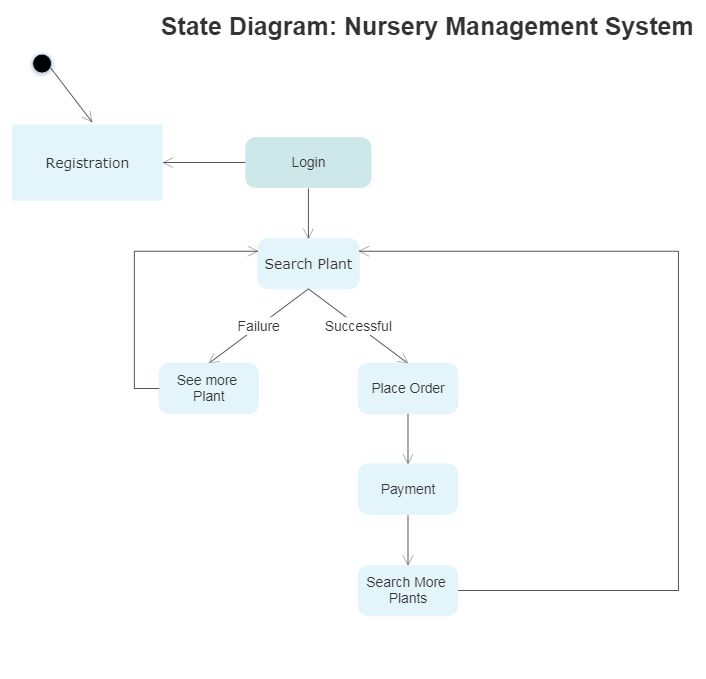 State Diagram: Nursery Management System
Registration
Login
Search Plant
Failure
Successful
See more
Plant
Place Order
Payment
Search More
Plants